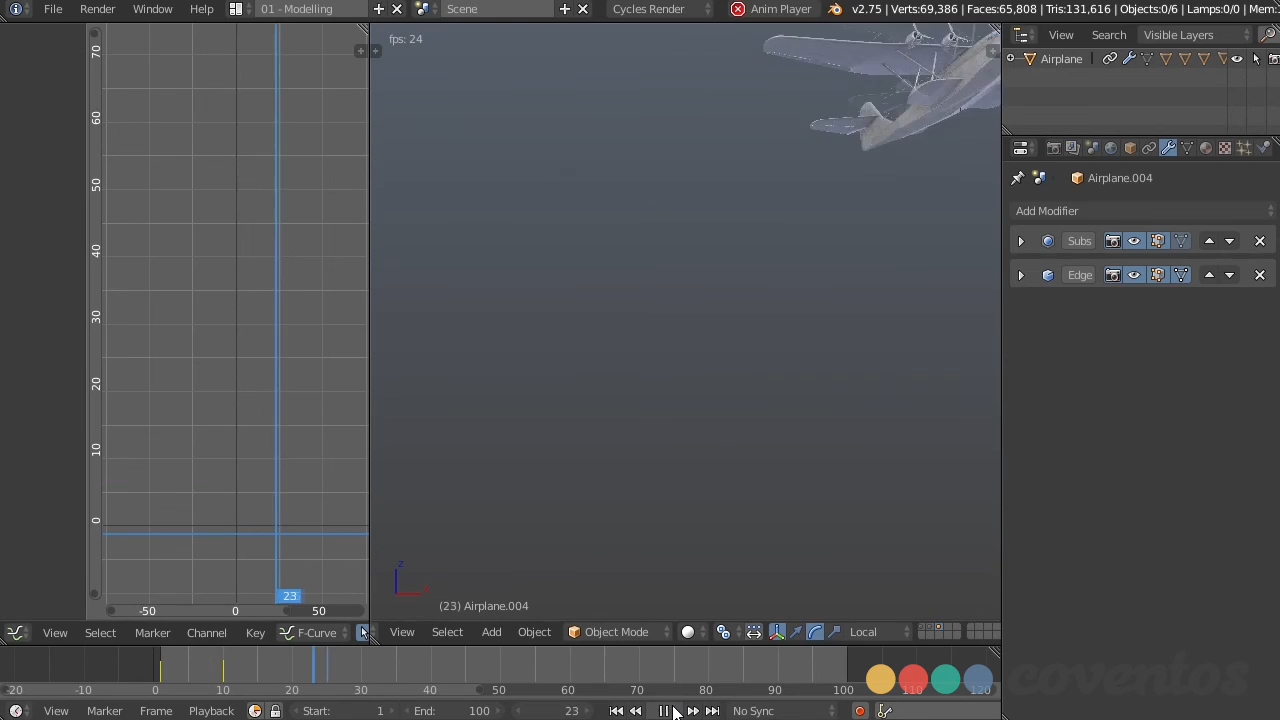 File Render Window Help 01 - Modelling Scene Cycles Render Anim Player v2.75 | Verts:69,386 | Faces:65,808 | Tris:131,616 | Objects:0/6 | Lamps:0/0 | Mem:
fps: 24
View Search Visible Layers
Airplane
Airplane.004
Add Modifier
Subs
Edge
70
60
50
40
30
20
10
0
23
-50 0 50
z
(23) Airplane.004
View Select Marker Channel Key F-Curve
View Select Add Object Object Mode Local
-20 -10 0 10 20 30 40 50 60 70 80 90 100 110 120
coventos
View Marker Frame Playback Start: 1 End: 100 23 No Sync